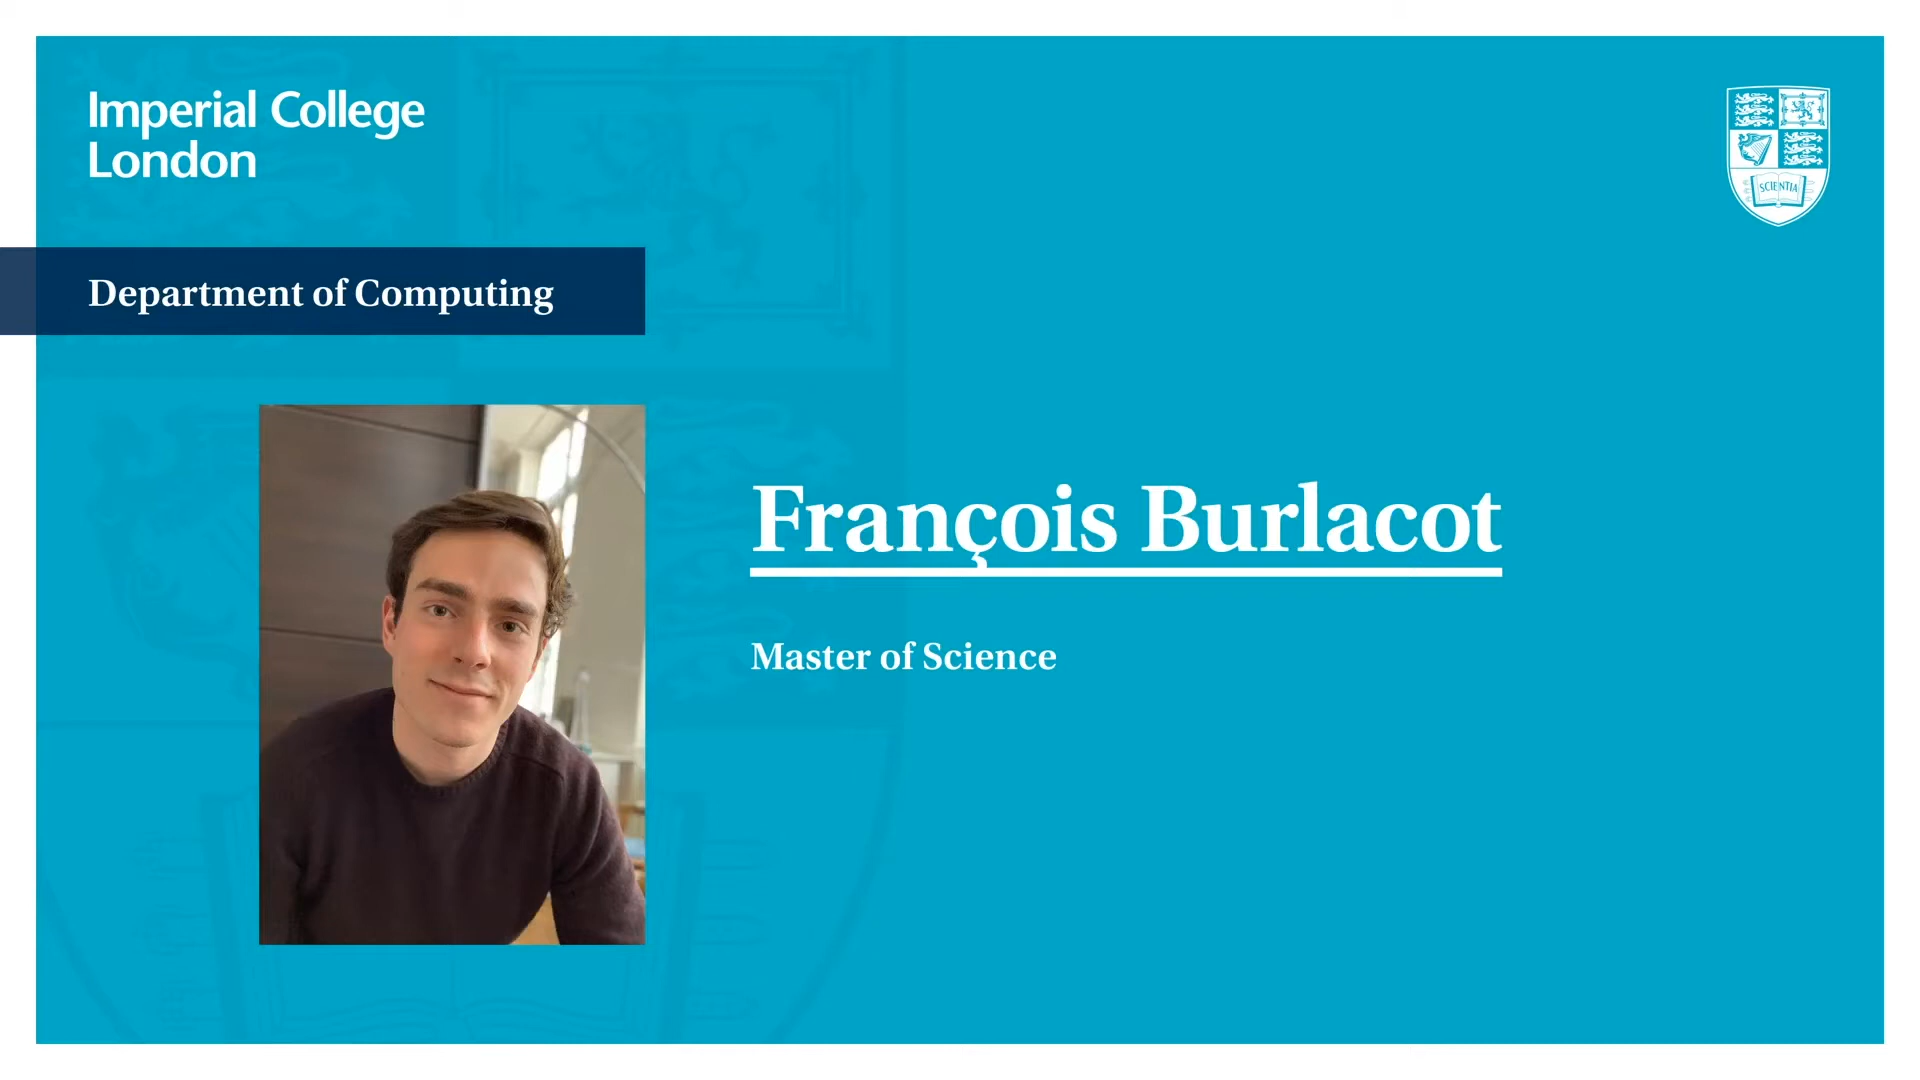 Imperial College
London
SCIENTIA
Department of Computing
François Burlacot
Master of Science